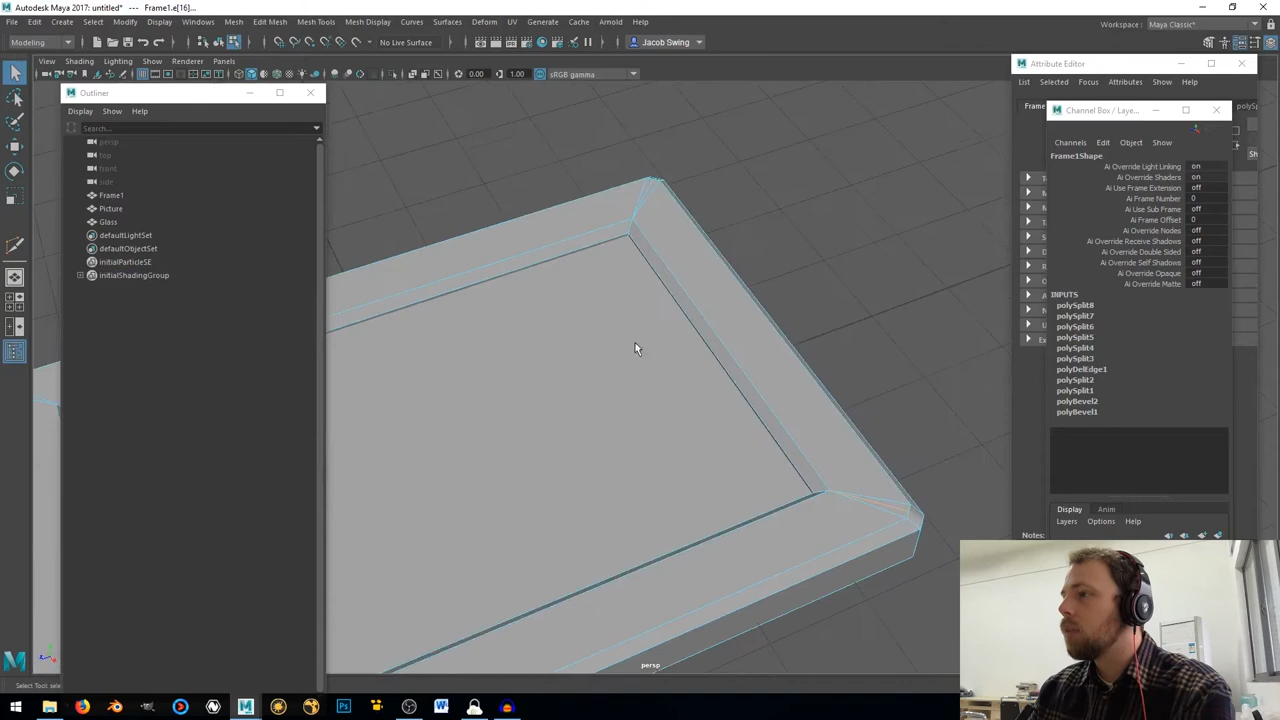 Autodesk Maya 2017: untitled*   ---   Frame1.e[16]...
File Edit Create Select Modify Display Windows Mesh Edit Mesh Mesh Tools Mesh Display Curves Surfaces Deform UV Generate Cache Arnold Help
Workspace: Maya Classic*
Modeling No Live Surface Jacob Swing
View Shading Lighting Show Renderer Panels
0.00 1.00 sRGB gamma
Outliner
Display Show Help
Search...
persp
top
front
side
Frame1
Picture
Glass
defaultLightSet
defaultObjectSet
initialParticleSE
initialShadingGroup
persp
Attribute Editor
List Selected Focus Attributes Show Help
Channel Box / Laye...
Channels Edit Object Show
Frame1Shape
Ai Override Light Linking on
Ai Override Shaders on
Ai Use Frame Extension off
Ai Frame Number 0
Ai Use Sub Frame off
Ai Frame Offset 0
Ai Override Nodes off
Ai Override Receive Shadows off
Ai Override Double Sided off
Ai Override Self Shadows off
Ai Override Opaque off
Ai Override Matte off
INPUTS
polySplit8
polySplit7
polySplit6
polySplit5
polySplit4
polySplit3
polyDelEdge1
polySplit2
polySplit1
polyBevel2
polyBevel1
Display Anim
Layers Options Help
Notes: